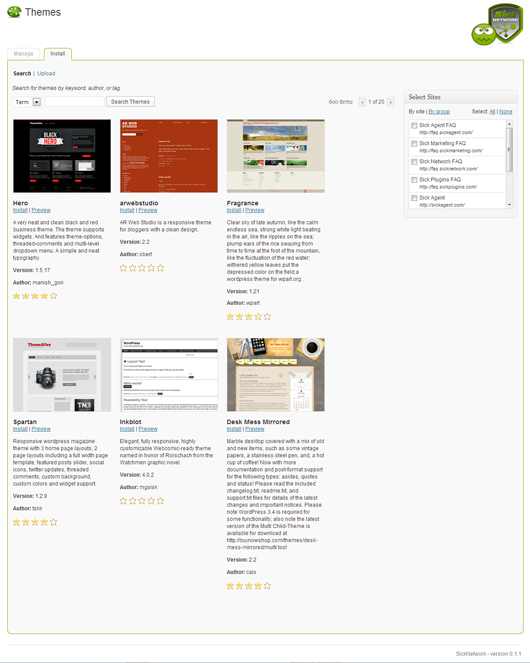 Themes
Sick
NETWORK
Manage
Install
Search | Upload
Search for themes by keyword, author, or tag.
Term
Search Themes
600 items
‹
1 of 20
›
Select Sites
By site | By group
Select: All | None
Sick Agent FAQ
http://faq.sickagent.com/
Sick Marketing FAQ
http://faq.sickmarketing.com/
Sick Network FAQ
http://faq.sicknetwork.com/
Sick Plugins FAQ
http://faq.sickplugins.com/
Sick Agent
http://sickagent.com/
BLACK
HERO
Hero
Install | Preview
A very neat and clean black and red
business theme. The theme supports
widgets. And features theme-options,
threaded-comments and multi-level
dropdown menu. A simple and neat
typography.
Version: 1.5.17
Author: manish_gori
AR WEB
STUDIO
arwebstudio
Install | Preview
AR Web Studio is a responsive theme
for bloggers with a clean design.
Version: 2.2
Author: obert
Fragrance
Install | Preview
Clear sky of late autumn, like the calm
endless sea, strong white light beating
in the air, like the ripples on the sea,
plump ears of the rice swaying from
time to time at the foot of the mountain,
like the fluctuation of the red water;
withered yellow leaves put the
depressed color on the field.a
wordpress theme for wpart.org .
Version: 1.21
Author: wpart
ThemeKey
TN3
Spartan
Install | Preview
Responsive wordpress magazine
theme with 3 home page layouts, 2
page layouts including a full width page
template, featured posts slider, social
icons, twitter updates, threaded
comments, custom background,
custom colors and widget support.
Version: 1.2.9
Author: tskk
WordPress
Layout Test
Readability Test
Inkblot
Install | Preview
Elegant, fully responsive, highly
customizable Webcomic-ready theme
named in honor of Rorschach from the
Watchmen graphic novel.
Version: 4.0.2
Author: mgsisk
Desk Mess Mirrored
Install | Preview
Marble desktop covered with a mix of old
and new items, such as some vintage
papers, a stainless steel pen, and, a hot
cup of coffee! Now with more
documentation and post-format support
for the following types: asides, quotes
and status! Please read the included
changelog.txt, readme.txt, and
support.txt files for details of the latest
changes and important notices. Please
note WordPress 3.4 is required for
some functionality; also note the latest
version of the Multi Child-Theme is
available for download at
http://buynowshop.com/themes/desk-
mess-mirrored/multi too!
Version: 2.2
Author: cais
SickNetwork - version 0.1.1